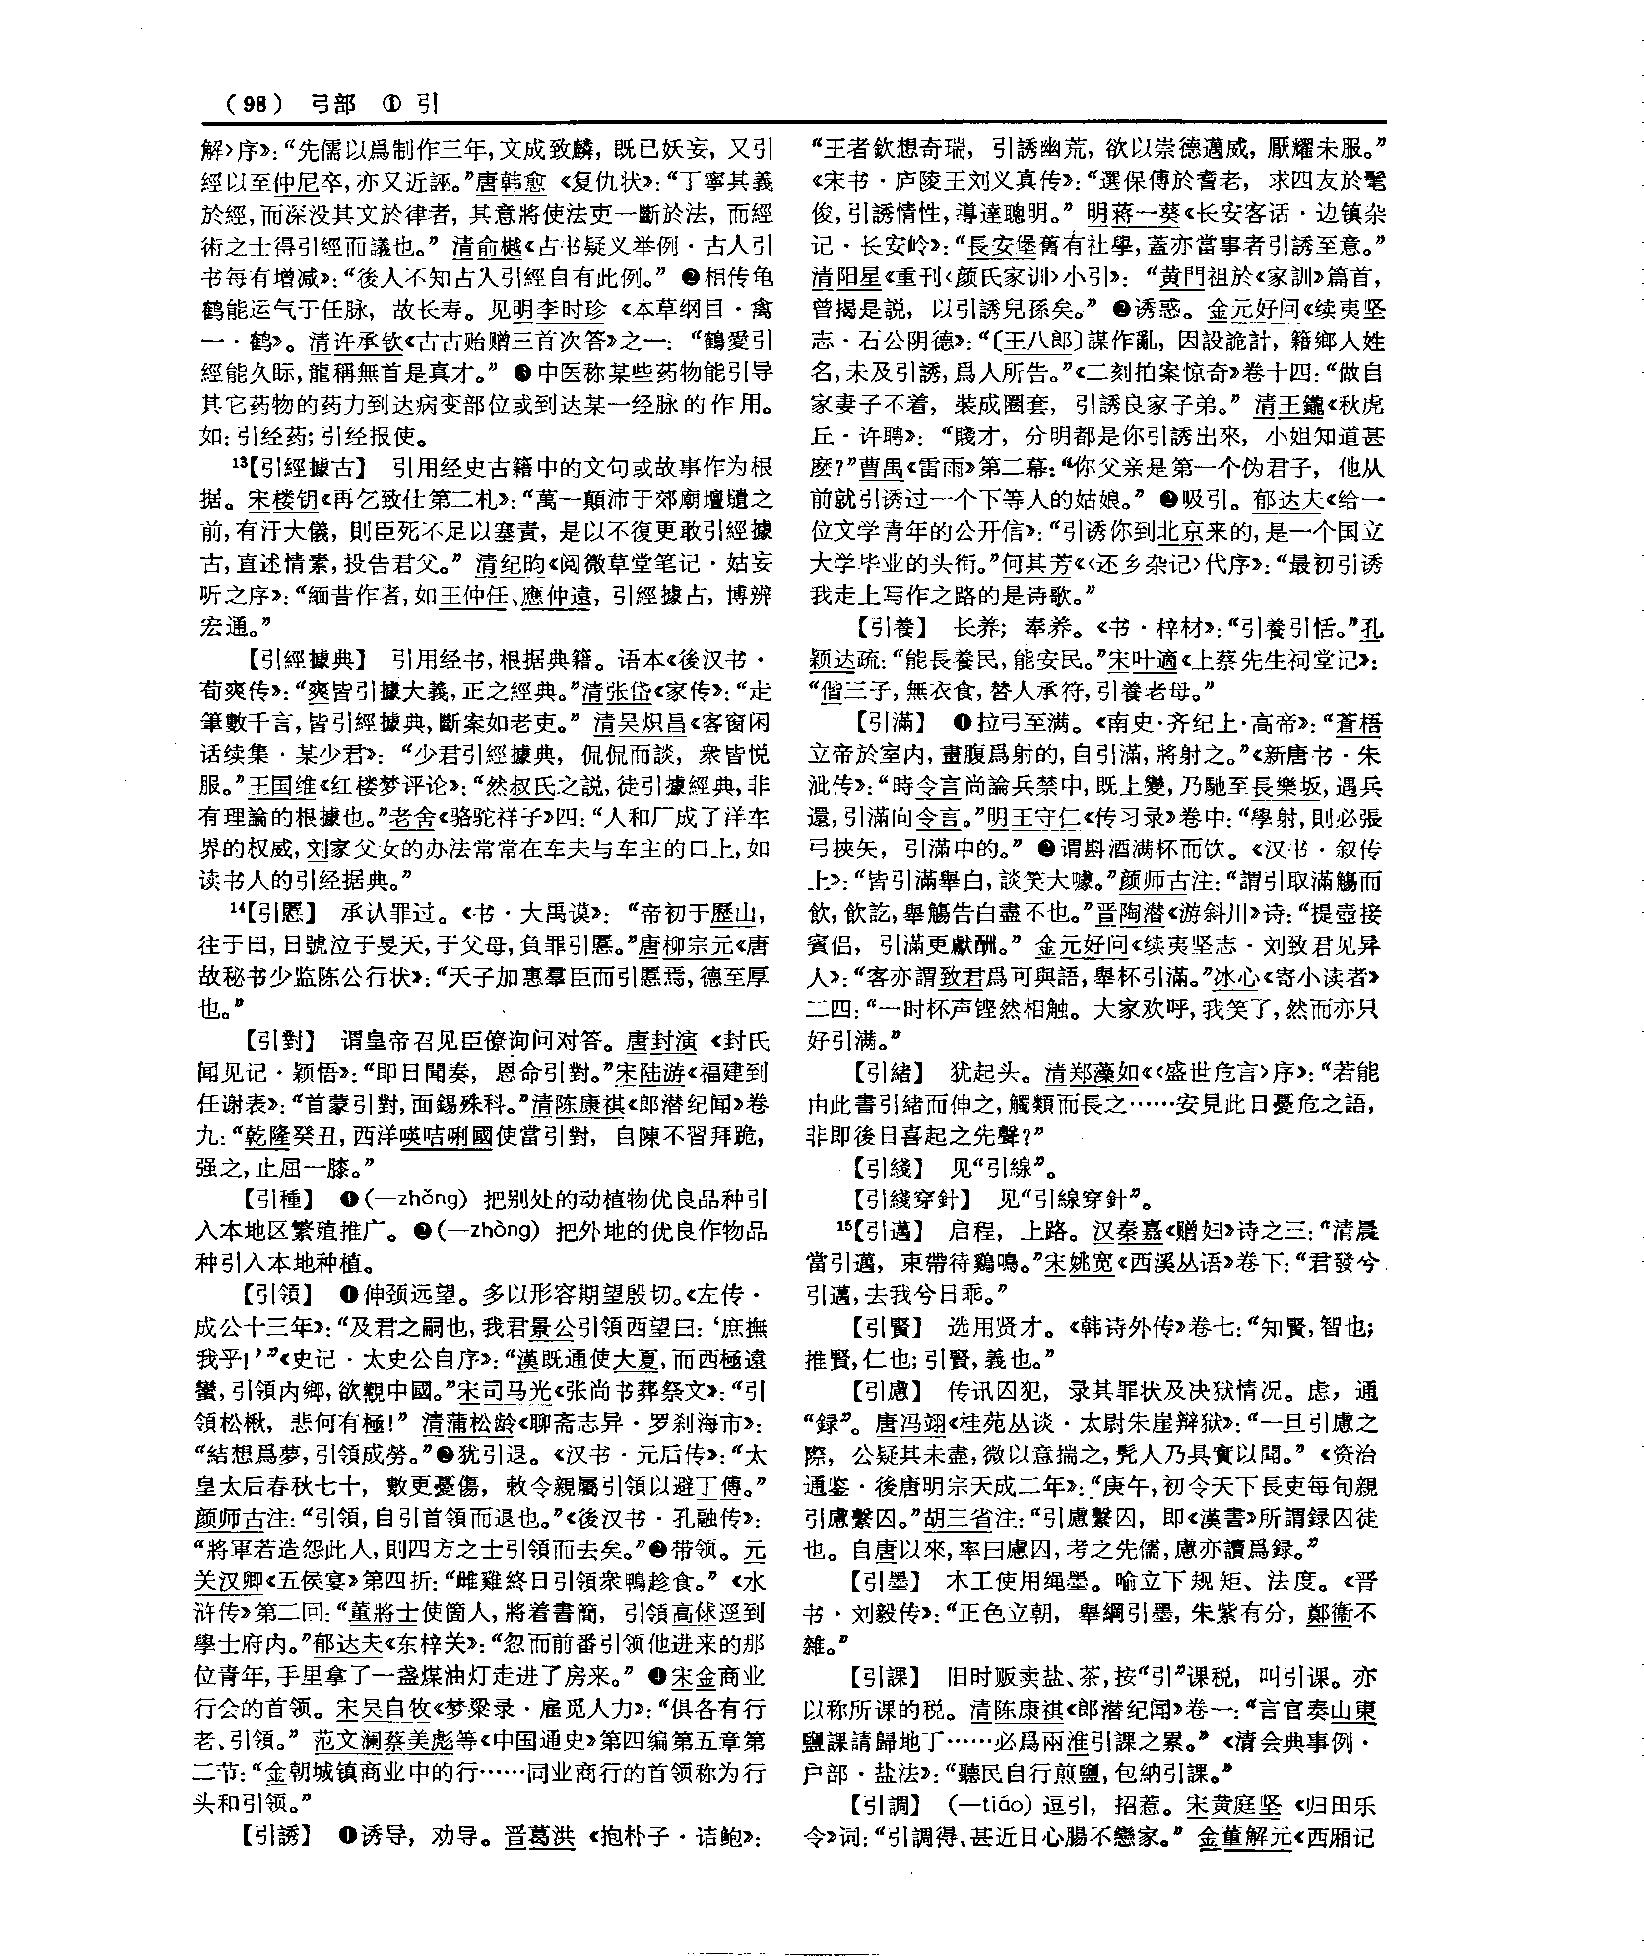 （98） 弓部 ① 引
解〉序》：“先儒以爲制作三年，文成致麟，既已妖妄，又引
經以至仲尼卒，亦又近誣。”唐韩愈《复仇状》：“丁寧其義
於經，而深没其文於律者，其意將使法吏一斷於法，而經
術之士得引經而議也。”清俞樾《古书疑义举例·古人引
书每有增减》：“後人不知古人引經自有此例。”❷相传龟
鹤能运气于任脉，故长寿。见明李时珍《本草纲目·禽
一·鹤》。清许承钦《古古贻赠三首次答》之一：“鶴愛引
經能久眎，龍稱無首是真才。”❸中医称某些药物能引导
其它药物的药力到达病变部位或到达某一经脉的作用。
如：引经药；引经报使。
13【引經據古】 引用经史古籍中的文句或故事作为根
据。宋楼钥《再乞致仕第二札》：“萬一顛沛于郊廟壇壝之
前，有汙大儀，則臣死不足以塞責，是以不復更敢引經據
古，直述情素，投告君父。”清纪昀《阅微草堂笔记·姑妄
听之序》：“緬昔作者，如王仲任、應仲遠，引經據古，博辨
宏通。”
【引經據典】 引用经书，根据典籍。语本《後汉书·
荀爽传》：“爽皆引據大義，正之經典。”清张岱《家传》：“走
筆數千言，皆引經據典，斷案如老吏。”清吴炽昌《客窗闲
话续集·某少君》：“少君引經據典，侃侃而談，衆皆悦
服。”王国维《红楼梦评论》：“然叔氏之説，徒引據經典，非
有理論的根據也。”老舍《骆驼祥子》四：“人和厂成了洋车
界的权威，刘家父女的办法常常在车夫与车主的口上，如
读书人的引经据典。”
14【引慝】 承认罪过。《书·大禹谟》：“帝初于歷山，
往于田，日號泣于旻天，于父母，負罪引慝。”唐柳宗元《唐
故秘书少监陈公行状》：“天子加惠羣臣而引慝焉，德至厚
也。”
【引對】 谓皇帝召见臣僚询问对答。唐封演《封氏
闻见记·颖悟》：“即日聞奏，恩命引對。”宋陆游《福建到
任谢表》：“首蒙引對，面錫殊科。”清陈康祺《郎潜纪闻》卷
九：“乾隆癸丑，西洋㗲咭唎國使當引對，自陳不習拜跪，
强之，止屈一膝。”
【引種】 ❶（—zhǒng）把别处的动植物优良品种引
入本地区繁殖推广。❷（—zhòng）把外地的优良作物品
种引入本地种植。
【引領】 ❶伸颈远望。多以形容期望殷切。《左传·
成公十三年》：“及君之嗣也，我君景公引領西望曰：‘庶撫
我乎！’”《史记·太史公自序》：“漢既通使大夏，而西極遠
蠻，引領内鄉，欲觀中國。”宋司马光《张尚书葬祭文》：“引
領松楸，悲何有極！”清蒲松龄《聊斋志异·罗刹海市》：
“結想爲夢，引領成勞。”❷犹引退。《汉书·元后传》：“太
皇太后春秋七十，數更憂傷，敕令親屬引領以避丁傅。”
颜师古注：“引領，自引首領而退也。”《後汉书·孔融传》：
“將軍若造怨此人，則四方之士引領而去矣。”❸带领。元
关汉卿《五侯宴》第四折：“雌雞終日引領衆鴨趁食。”《水
浒传》第二回：“董將士使箇人，將着書簡，引領高俅逕到
學士府内。”郁达夫《东梓关》：“忽而前番引领他进来的那
位青年，手里拿了一盏煤油灯走进了房来。”❹宋金商业
行会的首领。宋吴自牧《梦粱录·雇觅人力》：“俱各有行
老、引領。”范文澜蔡美彪等《中国通史》第四编第五章第
二节：“金朝城镇商业中的行……同业商行的首领称为行
头和引领。”
【引誘】 ❶诱导，劝导。晋葛洪《抱朴子·诘鲍》：
“王者欽想奇瑞，引誘幽荒，欲以崇德邁威，厭耀未服。”
《宋书·庐陵王刘义真传》：“選保傅於耆老，求四友於髦
俊，引誘情性，導達聰明。”明蒋一葵《长安客话·边镇杂
记·长安岭》：“長安堡舊有社學，蓋亦當事者引誘至意。”
清阳星《重刊〈颜氏家训〉小引》：“黄門祖於《家訓》篇首，
曾揭是説，以引誘兒孫矣。”❷诱惑。金元好问《续夷坚
志·石公阴德》：“〔王八郎〕謀作亂，因設詭計，籍鄉人姓
名，未及引誘，爲人所告。”《二刻拍案惊奇》卷十四：“做自
家妻子不着，裝成圈套，引誘良家子弟。”清王鑨《秋虎
丘·许聘》：“賤才，分明都是你引誘出來，小姐知道甚
麽？”曹禺《雷雨》第二幕：“你父亲是第一个伪君子，他从
前就引诱过一个下等人的姑娘。”❸吸引。郁达夫《给一
位文学青年的公开信》：“引诱你到北京来的，是一个国立
大学毕业的头衔。”何其芳《〈还乡杂记〉代序》：“最初引诱
我走上写作之路的是诗歌。”
【引養】 长养；奉养。《书·梓材》：“引養引恬。”孔
颖达疏：“能長養民，能安民。”宋叶適《上蔡先生祠堂记》：
“偕三子，無衣食，替人承符，引養老母。”
【引滿】 ❶拉弓至满。《南史·齐纪上·高帝》：“蒼梧
立帝於室内，畫腹爲射的，自引滿，將射之。”《新唐书·朱
泚传》：“時令言尚論兵禁中，既上變，乃馳至長樂坂，遇兵
還，引滿向令言。”明王守仁《传习录》卷中：“學射，則必張
弓挾矢，引滿中的。”❷谓斟酒满杯而饮。《汉书·叙传
上》：“皆引滿舉白，談笑大噱。”颜师古注：“謂引取滿觴而
飲，飲訖，舉觴告白盡不也。”晋陶潜《游斜川》诗：“提壺接
賓侣，引滿更獻酬。”金元好问《续夷坚志·刘致君见异
人》：“客亦謂致君爲可與語，舉杯引滿。”冰心《寄小读者》
二四：“一时杯声铿然相触。大家欢呼，我笑了，然而亦只
好引满。”
【引緒】 犹起头。清郑藻如《〈盛世危言〉序》：“若能
由此書引緒而伸之，觸類而長之……安見此日憂危之語，
非即後日喜起之先聲？”
【引綫】 见“引線”。
【引綫穿針】 见“引線穿針”。
15【引邁】 启程，上路。汉秦嘉《赠妇》诗之三：“清晨
當引邁，束帶待鷄鳴。”宋姚宽《西溪丛语》卷下：“君發兮
引邁，去我兮日乖。”
【引賢】 选用贤才。《韩诗外传》卷七：“知賢，智也；
推賢，仁也；引賢，義也。”
【引慮】 传讯囚犯，录其罪状及决狱情况。虑，通
“録”。唐冯翊《桂苑丛谈·太尉朱崖辩狱》：“一旦引慮之
際，公疑其未盡，微以意揣之，髡人乃具實以聞。”《资治
通鉴·後唐明宗天成二年》：“庚午，初令天下長吏每旬親
引慮繫囚。”胡三省注：“引慮繫囚，即《漢書》所謂録囚徒
也。自唐以來，率曰慮囚，考之先儒，慮亦讀爲録。”
【引墨】 木工使用绳墨。喻立下规矩、法度。《晋
书·刘毅传》：“正色立朝，舉綱引墨，朱紫有分，鄭衞不
雜。”
【引課】 旧时贩卖盐、茶，按“引”课税，叫引课。亦
以称所课的税。清陈康祺《郎潜纪闻》卷一：“言官奏山東
鹽課請歸地丁……必爲兩淮引課之累。”《清会典事例·
户部·盐法》：“聽民自行煎鹽，包納引課。”
【引調】 （—tiáo）逗引，招惹。宋黄庭坚《归田乐
令》词：“引調得、甚近日心腸不戀家。”金董解元《西厢记